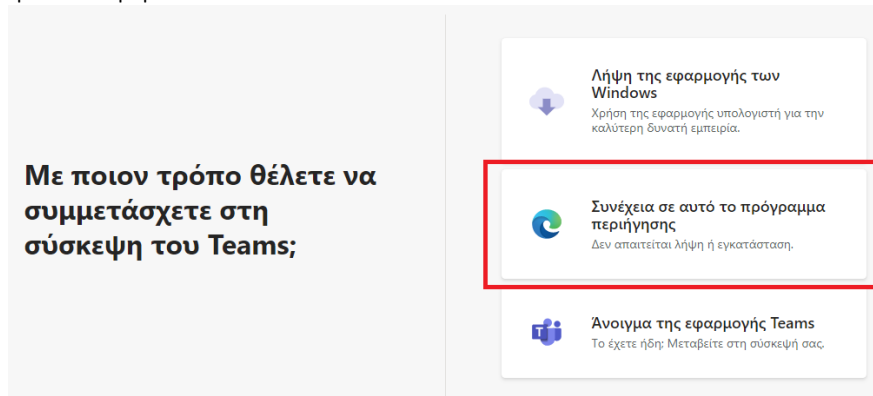 Με ποιον τρόπο θέλετε να
συμμετάσχετε στη
σύσκεψη του Teams;
Λήψη της εφαρμογής των
Windows
Χρήση της εφαρμογής υπολογιστή για την
καλύτερη δυνατή εμπειρία.
Συνέχεια σε αυτό το πρόγραμμα
περιήγησης
Δεν απαιτείται λήψη ή εγκατάσταση.
Άνοιγμα της εφαρμογής Teams
Το έχετε ήδη; Μεταβείτε στη σύσκεψή σας.